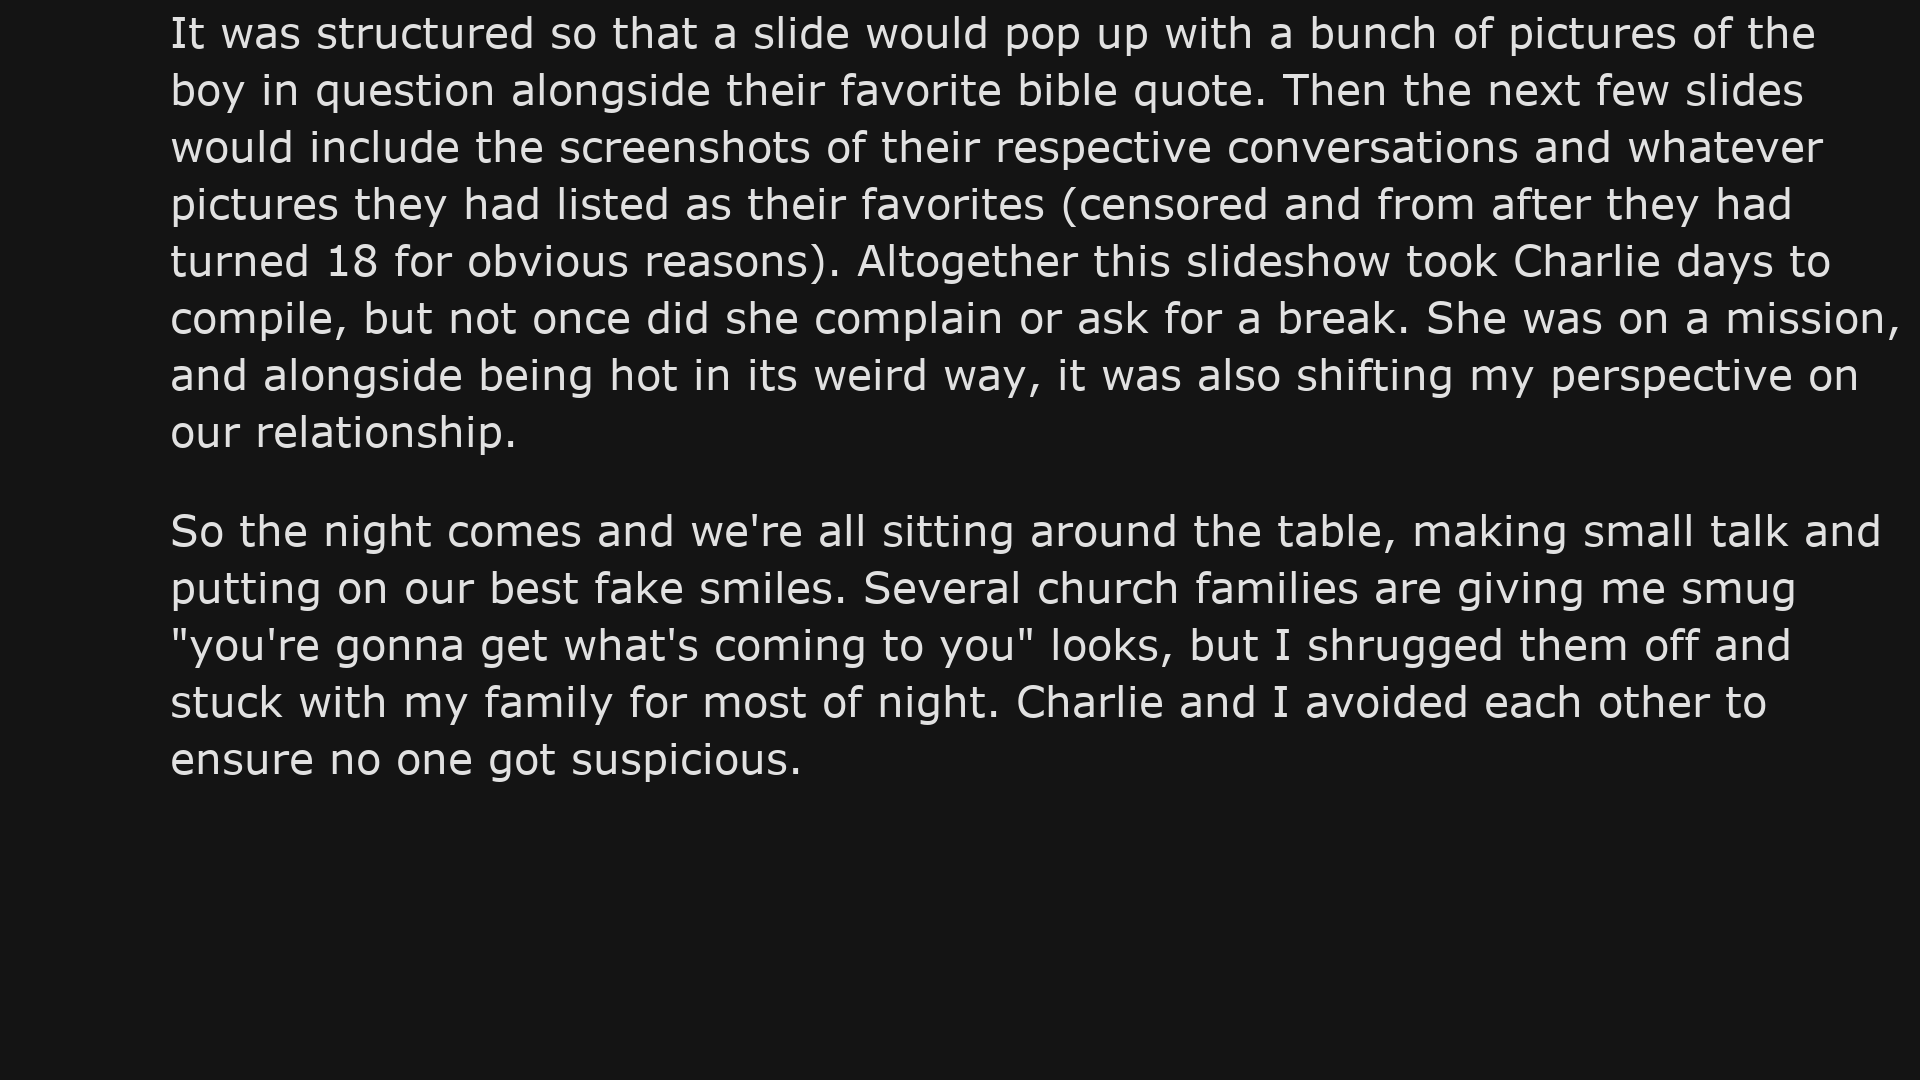 It was structured so that a slide would pop up with a bunch of pictures of the
boy in question alongside their favorite bible quote. Then the next few slides
would include the screenshots of their respective conversations and whatever
pictures they had listed as their favorites (censored and from after they had
turned 18 for obvious reasons). Altogether this slideshow took Charlie days to
compile, but not once did she complain or ask for a break. She was on a mission,
and alongside being hot in its weird way, it was also shifting my perspective on
our relationship.
So the night comes and we're all sitting around the table, making small talk and
putting on our best fake smiles. Several church families are giving me smug
"you're gonna get what's coming to you" looks, but I shrugged them off and
stuck with my family for most of night. Charlie and I avoided each other to
ensure no one got suspicious.